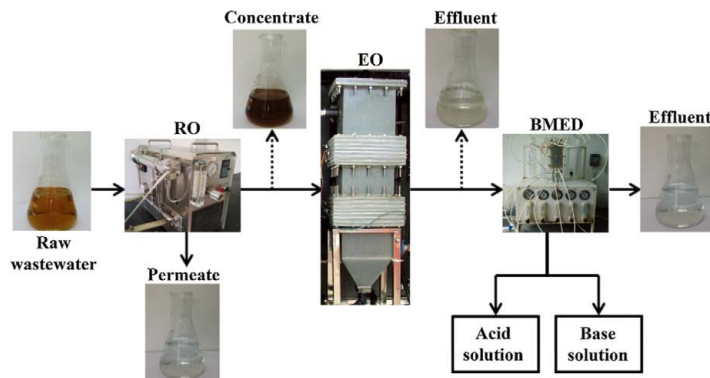 Concentrate
EO
Effluent
RO
BMED
Effluent
Raw
wastewater
Permeate
Acid
solution
Base
solution